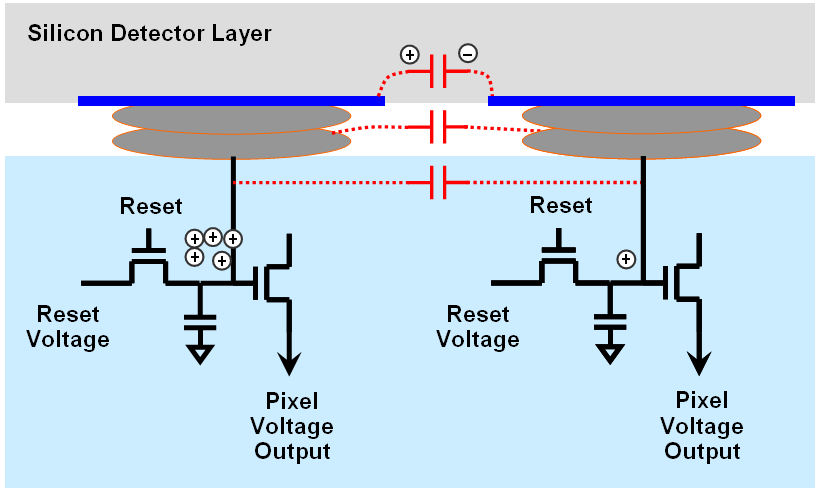 Silicon Detector Layer
+
−
Reset
+ + +
+
+
Reset
Voltage
Pixel
Voltage
Output
Reset
+
Reset
Voltage
Pixel
Voltage
Output